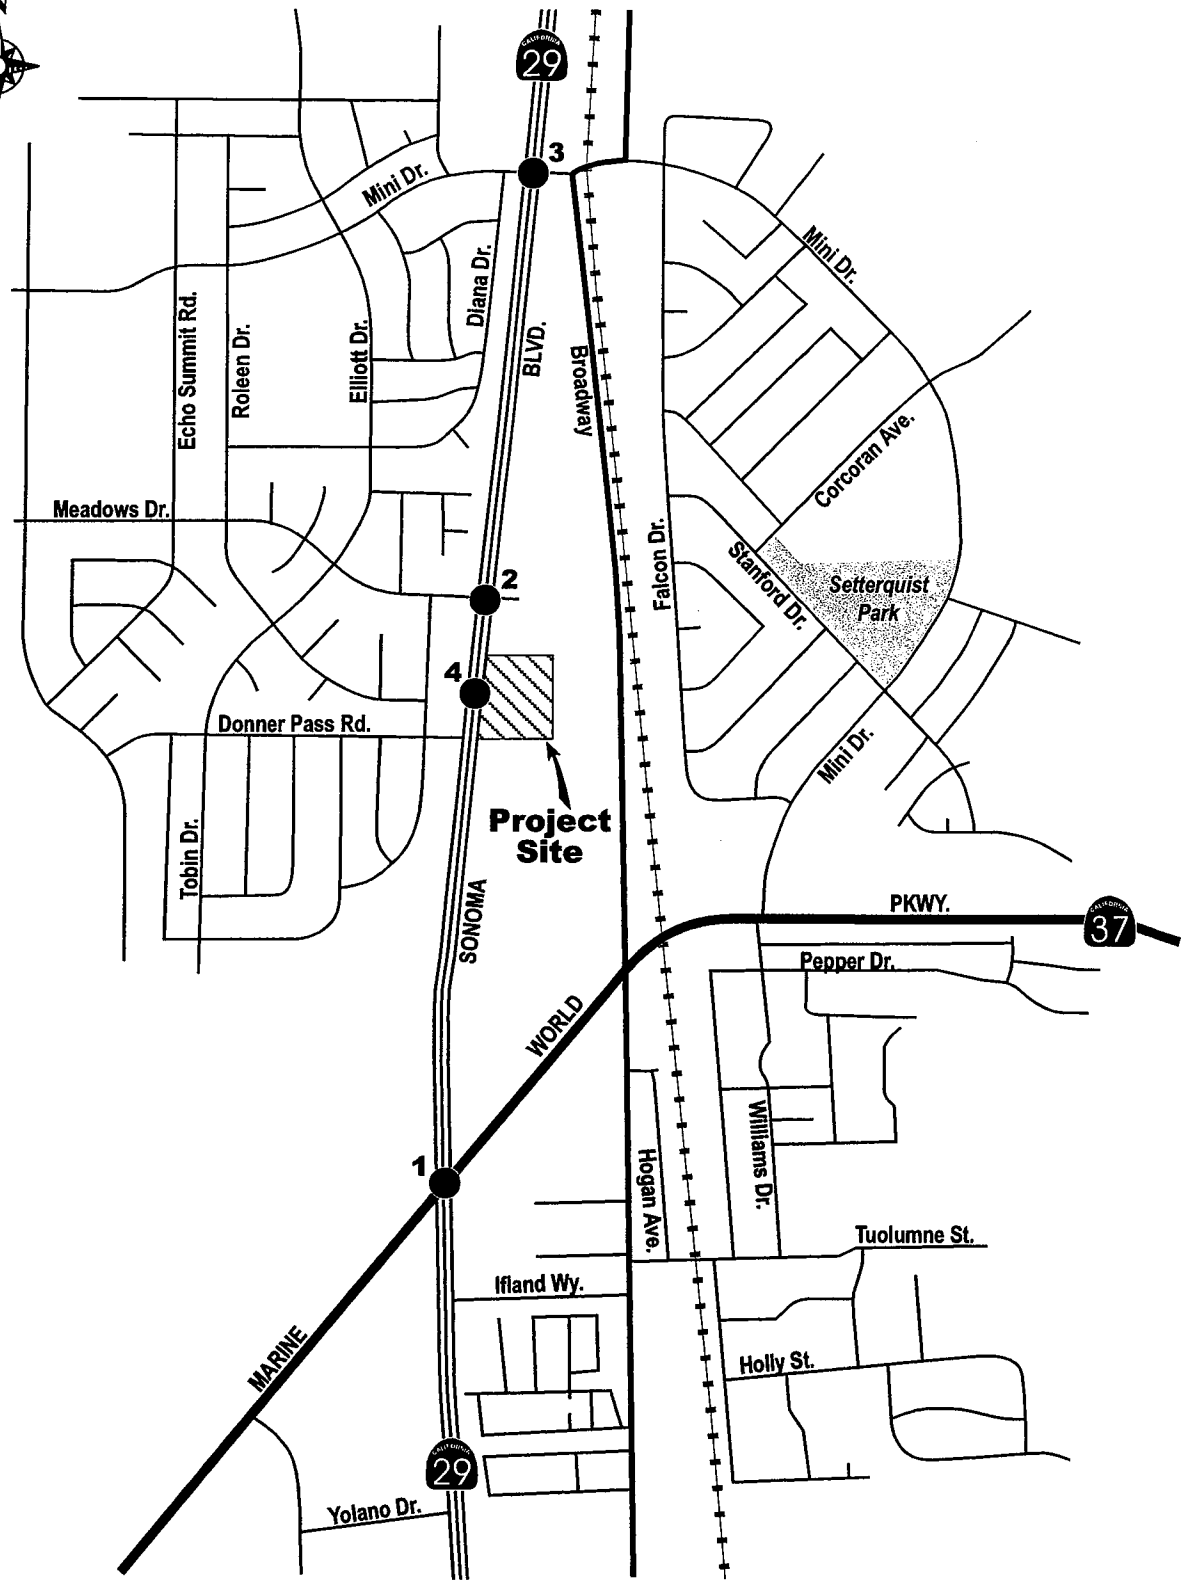 N
CALIFORNIA
29
3
Mini Dr.
Mini Dr.
Diana Dr.
BLVD.
Echo Summit Rd.
Roleen Dr.
Elliott Dr.
Broadway
Corcoran Ave.
Meadows Dr.
Falcon Dr.
Stanford Dr.
Setterquist
Park
2
4
Donner Pass Rd.
Mini Dr.
Project
Site
Tobin Dr.
SONOMA
PKWY.
CALIFORNIA
37
Pepper Dr.
WORLD
Williams Dr.
1
Hogan Ave.
Tuolumne St.
Ifland Wy.
MARINE
Holly St.
CALIFORNIA
29
Yolano Dr.